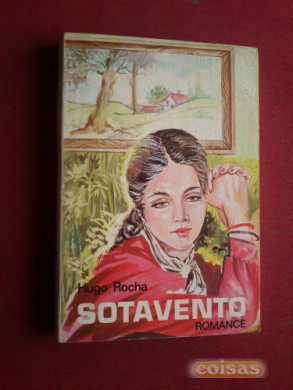 Hugo Rocha
SOTAVENTO
ROMANCE
coisas